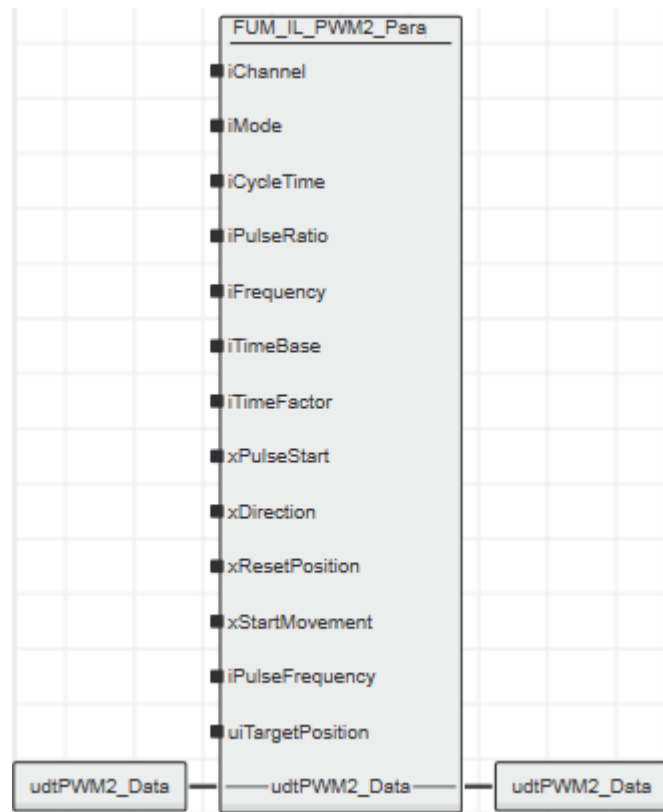 FUM_IL_PWM2_Para
iChannel
iMode
iCycleTime
iPulseRatio
iFrequency
iTimeBase
iTimeFactor
xPulseStart
xDirection
xResetPosition
xStartMovement
iPulseFrequency
uiTargetPosition
udtPWM2_Data udtPWM2_Data udtPWM2_Data